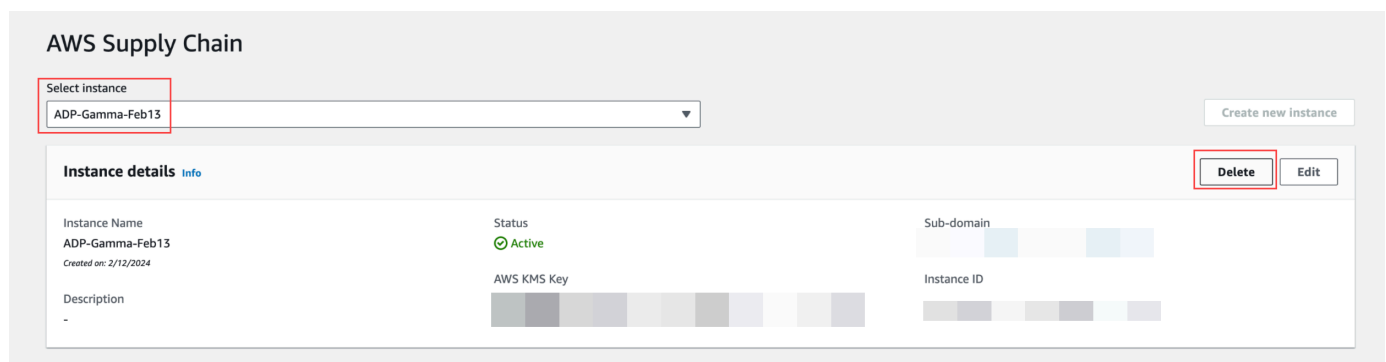 AWS Supply Chain
Select instance
ADP-Gamma-Feb13
Create new instance
Instance details Info
Delete
Edit
Instance Name
ADP-Gamma-Feb13
Created on: 2/12/2024
Description
-
Status
Active
AWS KMS Key
Sub-domain
Instance ID